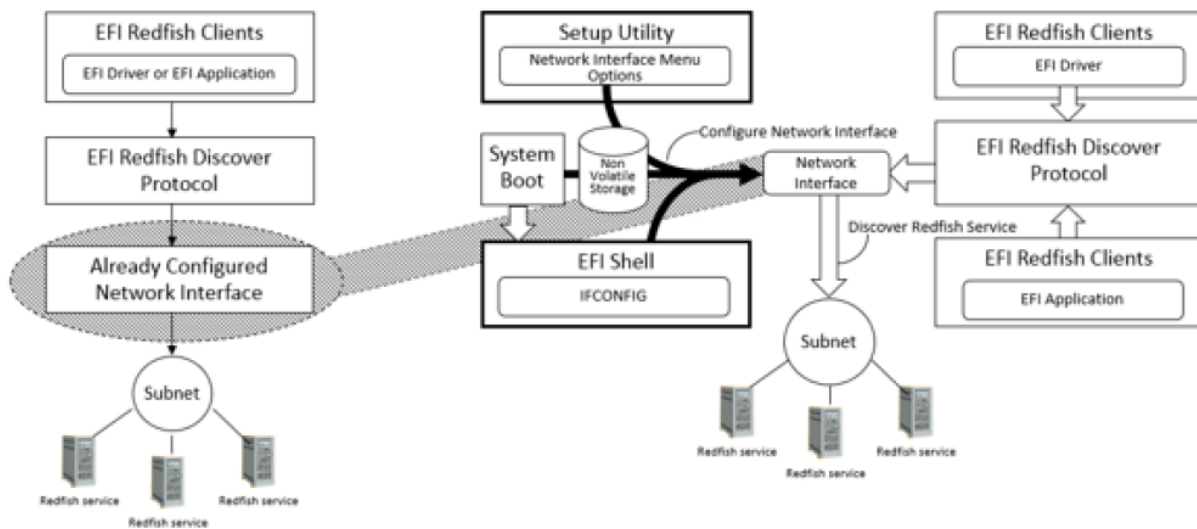 EFI Redfish Clients
EFI Driver or EFI Application
EFI Redfish Discover
Protocol
Already Configured
Network Interface
Subnet
Redfish service
Redfish service
Redfish service
Setup Utility
Network Interface Menu
Options
System
Boot
Non
Volatile
Storage
Configure Network Interface
Network
Interface
EFI Shell
IFCONFIG
Discover Redfish Service
Subnet
Redfish service
Redfish service
Redfish service
EFI Redfish Clients
EFI Driver
EFI Redfish Discover
Protocol
EFI Redfish Clients
EFI Application